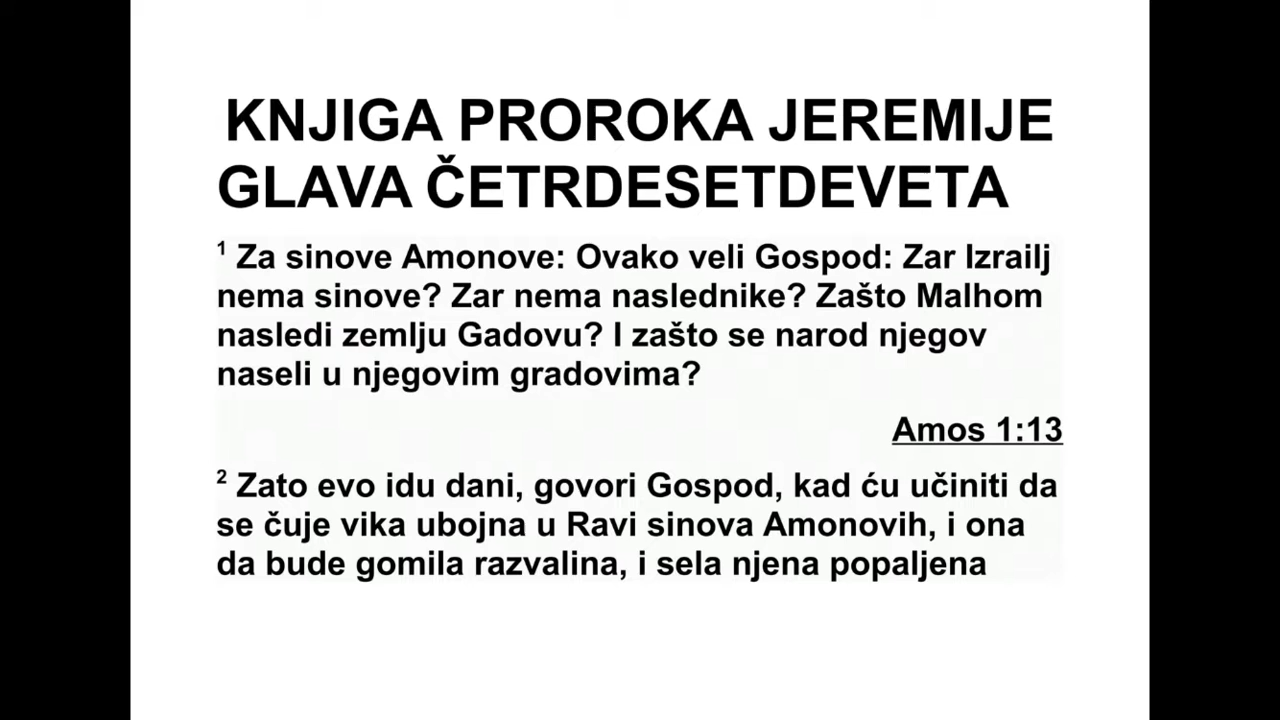 KNJIGA PROROKA JEREMIJE
GLAVA ČETRDESETDEVETA
1 Za sinove Amonove: Ovako veli Gospod: Zar Izrailj
nema sinove? Zar nema naslednike? Zašto Malhom
nasledi zemlju Gadovu? I zašto se narod njegov
naseli u njegovim gradovima?
Amos 1:13
2 Zato evo idu dani, govori Gospod, kad ću učiniti da
se čuje vika ubojna u Ravi sinova Amonovih, i ona
da bude gomila razvalina, i sela njena popaljena